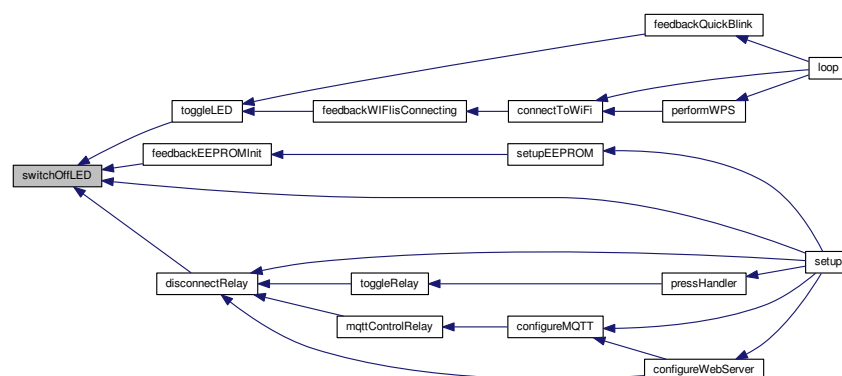 feedbackQuickBlink
loop
toggleLED
feedbackWIFIisConnecting
connectToWiFi
performWPS
feedbackEEPROMInit
setupEEPROM
switchOffLED
setup
disconnectRelay
toggleRelay
pressHandler
mqttControlRelay
configureMQTT
configureWebServer